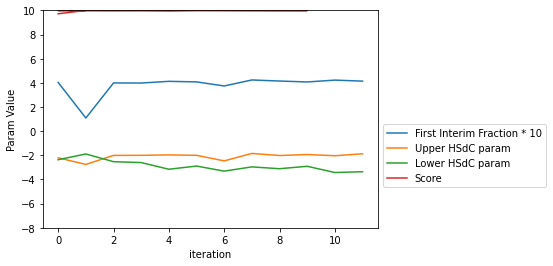 10
8
6
4
2
0
−2
−4
−6
−8
Param Value
0
2
4
6
8
10
iteration
First Interim Fraction * 10
Upper HSdC param
Lower HSdC param
Score